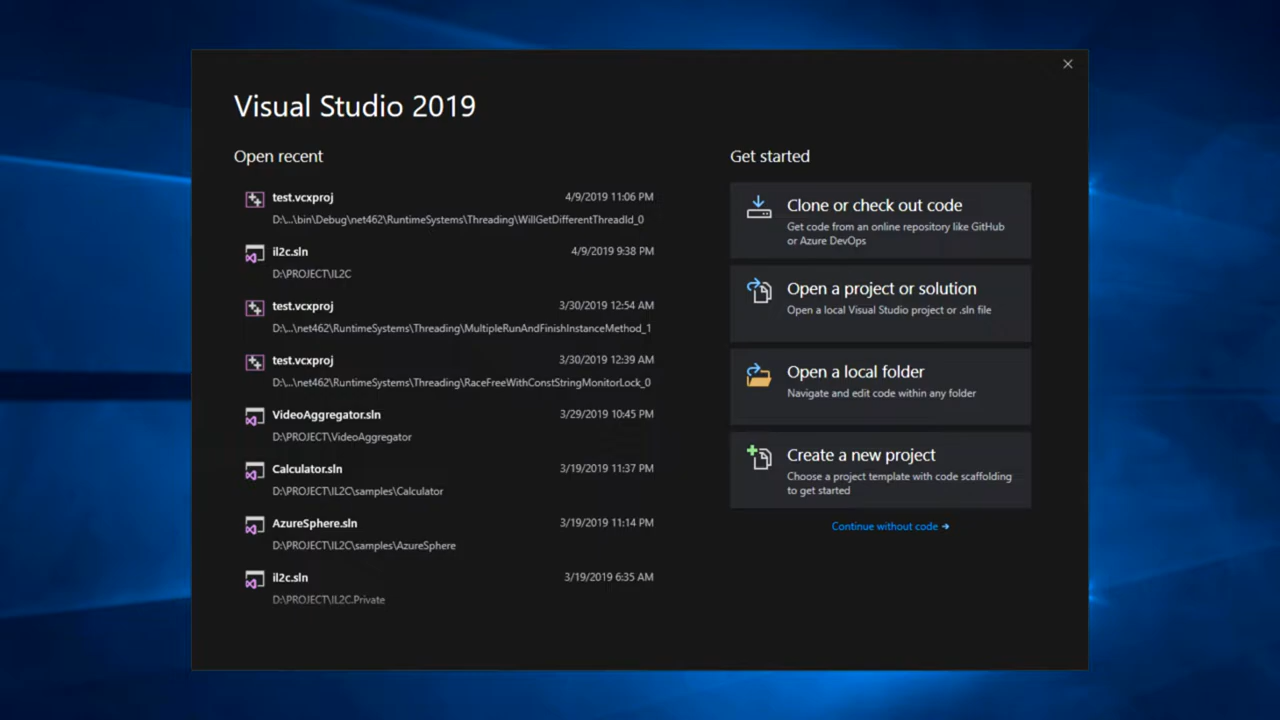 Visual Studio 2019
Open recent
test.vcxproj 4/9/2019 11:06 PM
D:\...\bin\Debug\net462\RuntimeSystems\Threading\WillGetDifferentThreadId_0
il2c.sln 4/9/2019 9:38 PM
D:\PROJECT\IL2C
test.vcxproj 3/30/2019 12:54 AM
D:\...\net462\RuntimeSystems\Threading\MultipleRunAndFinishInstanceMethod_1
test.vcxproj 3/30/2019 12:39 AM
D:\...\net462\RuntimeSystems\Threading\RaceFreeWithConstStringMonitorLock_0
VideoAggregator.sln 3/29/2019 10:45 PM
D:\PROJECT\VideoAggregator
Calculator.sln 3/19/2019 11:37 PM
D:\PROJECT\IL2C\samples\Calculator
AzureSphere.sln 3/19/2019 11:14 PM
D:\PROJECT\IL2C\samples\AzureSphere
il2c.sln 3/19/2019 6:35 AM
D:\PROJECT\IL2C.Private
Get started
Clone or check out code
Get code from an online repository like GitHub
or Azure DevOps
Open a project or solution
Open a local Visual Studio project or .sln file
Open a local folder
Navigate and edit code within any folder
Create a new project
Choose a project template with code scaffolding
to get started
Continue without code →